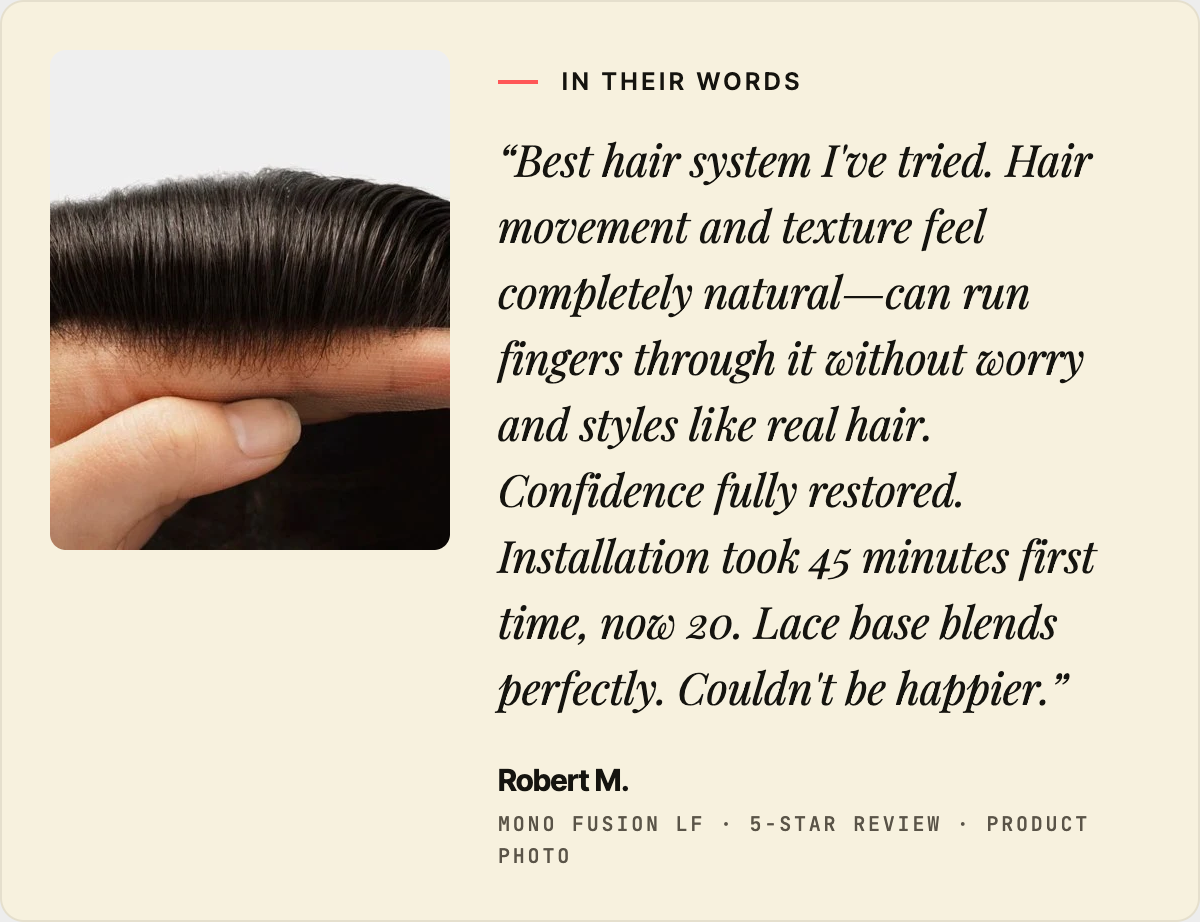 IN THEIR WORDS
“Best hair system I've tried. Hair
movement and texture feel
completely natural—can run
fingers through it without worry
and styles like real hair.
Confidence fully restored.
Installation took 45 minutes first
time, now 20. Lace base blends
perfectly. Couldn't be happier.”
Robert M.
MONO FUSION LF · 5-STAR REVIEW · PRODUCT
PHOTO